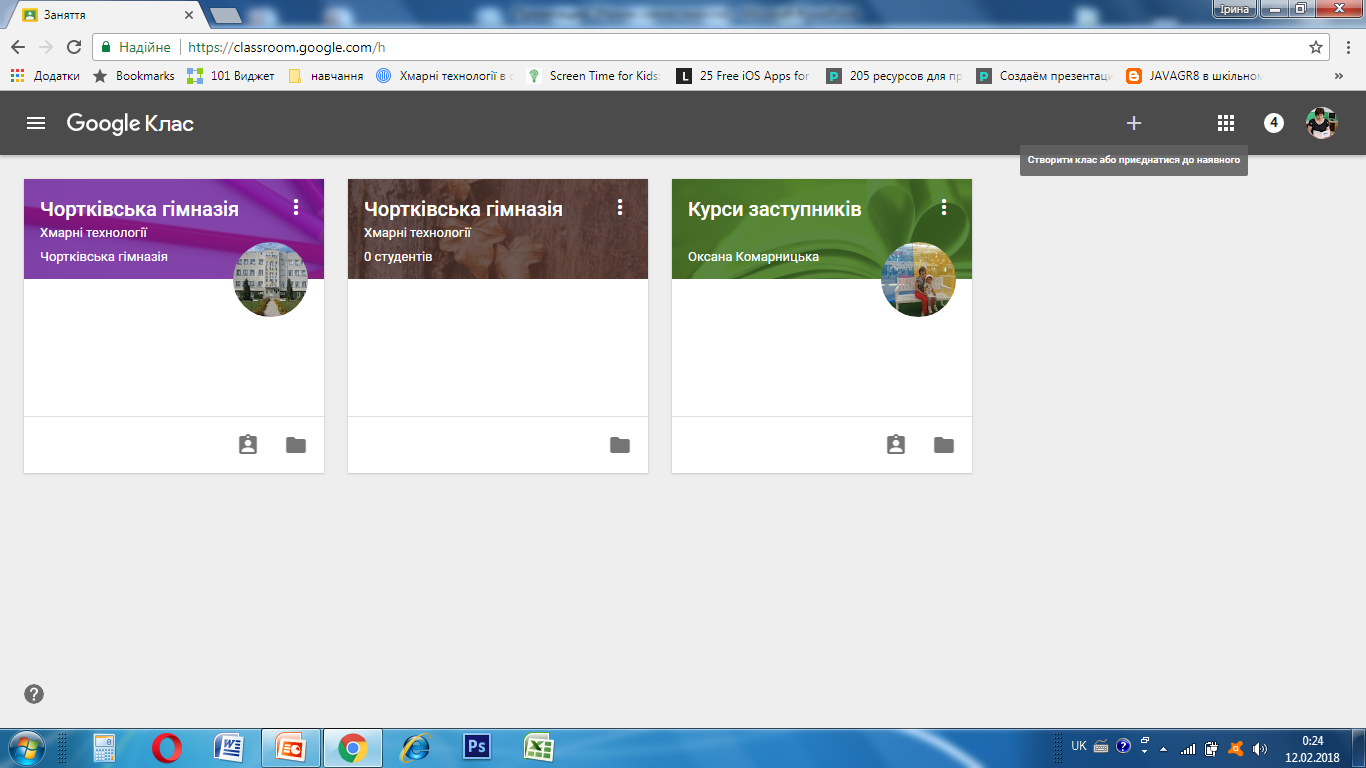 Заняття
Ірина
Надійне
https://classroom.google.com/h
Додатки
Bookmarks
101 Виджет
навчання
Хмарні технології в
Screen Time for Kids:
L
25 Free iOS Apps for
205 ресурсов для пр
Создаём презентаци
JAVAGR8 в шкільном
»
Google Клас
4
Створити клас або приєднатися до наявного
Чортківська гімназія
Хмарні технології
Чортківська гімназія
Чортківська гімназія
Хмарні технології
0 студентів
Курси заступників
Оксана Комарницька
?
Ps
UK
?
0:24
12.02.2018